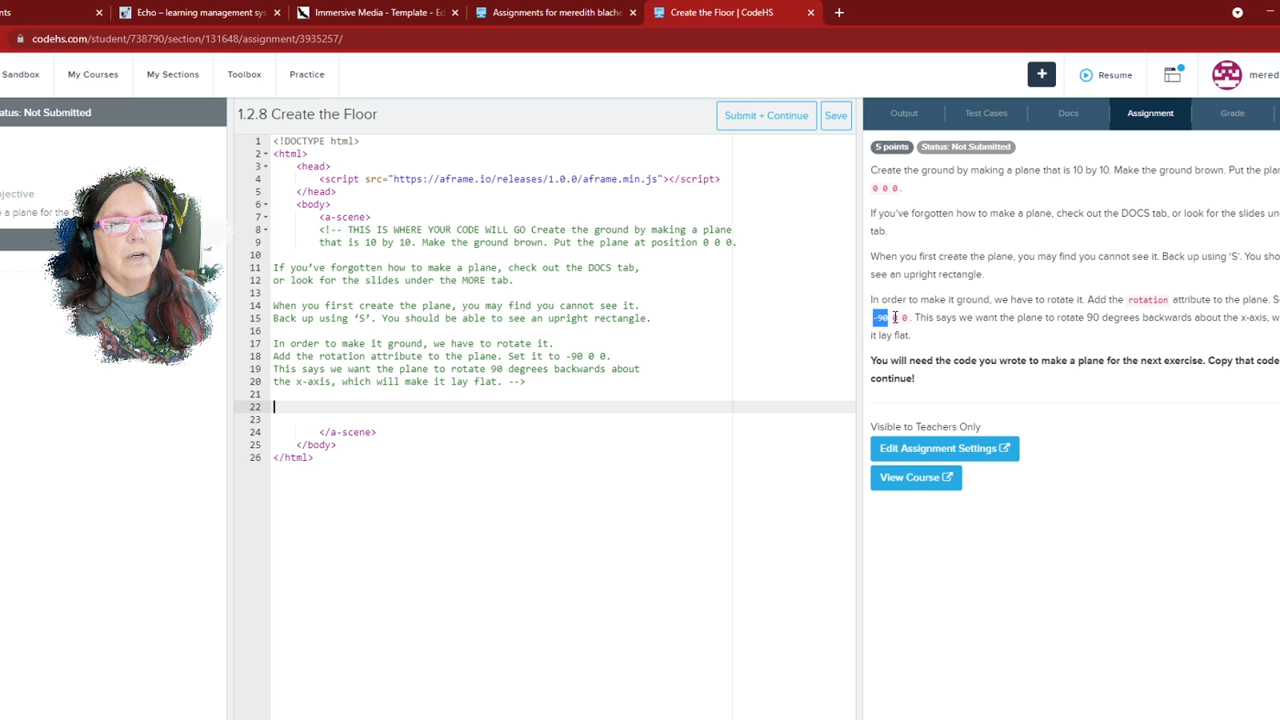 nts
Echo – learning management sys
Immersive Media - Template - Ed
Assignments for meredith blache
Create the Floor | CodeHS
codehs.com/student/738790/section/131648/assignment/3935257/
Sandbox My Courses My Sections Toolbox Practice
+ Resume mered
tatus: Not Submitted
bjective
e a plane for the f
1.2.8 Create the Floor
Submit + Continue Save
1 <!DOCTYPE html>
2 <html>
3 <head>
4 <script src="https://aframe.io/releases/1.0.0/aframe.min.js"></script>
5 </head>
6 <body>
7 <a-scene>
8 <!-- THIS IS WHERE YOUR CODE WILL GO Create the ground by making a plane
9 that is 10 by 10. Make the ground brown. Put the plane at position 0 0 0.
10
11 If you’ve forgotten how to make a plane, check out the DOCS tab,
12 or look for the slides under the MORE tab.
13
14 When you first create the plane, you may find you cannot see it.
15 Back up using ‘S’. You should be able to see an upright rectangle.
16
17 In order to make it ground, we have to rotate it.
18 Add the rotation attribute to the plane. Set it to -90 0 0.
19 This says we want the plane to rotate 90 degrees backwards about
20 the x-axis, which will make it lay flat. -->
21
22
23
24 </a-scene>
25 </body>
26 </html>
Output Test Cases Docs Assignment Grade
5 points Status: Not Submitted
Create the ground by making a plane that is 10 by 10. Make the ground brown. Put the pla
0 0 0.
If you’ve forgotten how to make a plane, check out the DOCS tab, or look for the slides un
tab.
When you first create the plane, you may find you cannot see it. Back up using ‘S’. You sho
see an upright rectangle.
In order to make it ground, we have to rotate it. Add the rotation attribute to the plane. S
-90 0 0. This says we want the plane to rotate 90 degrees backwards about the x-axis, w
it lay flat.
You will need the code you wrote to make a plane for the next exercise. Copy that code
continue!
Visible to Teachers Only
Edit Assignment Settings
View Course